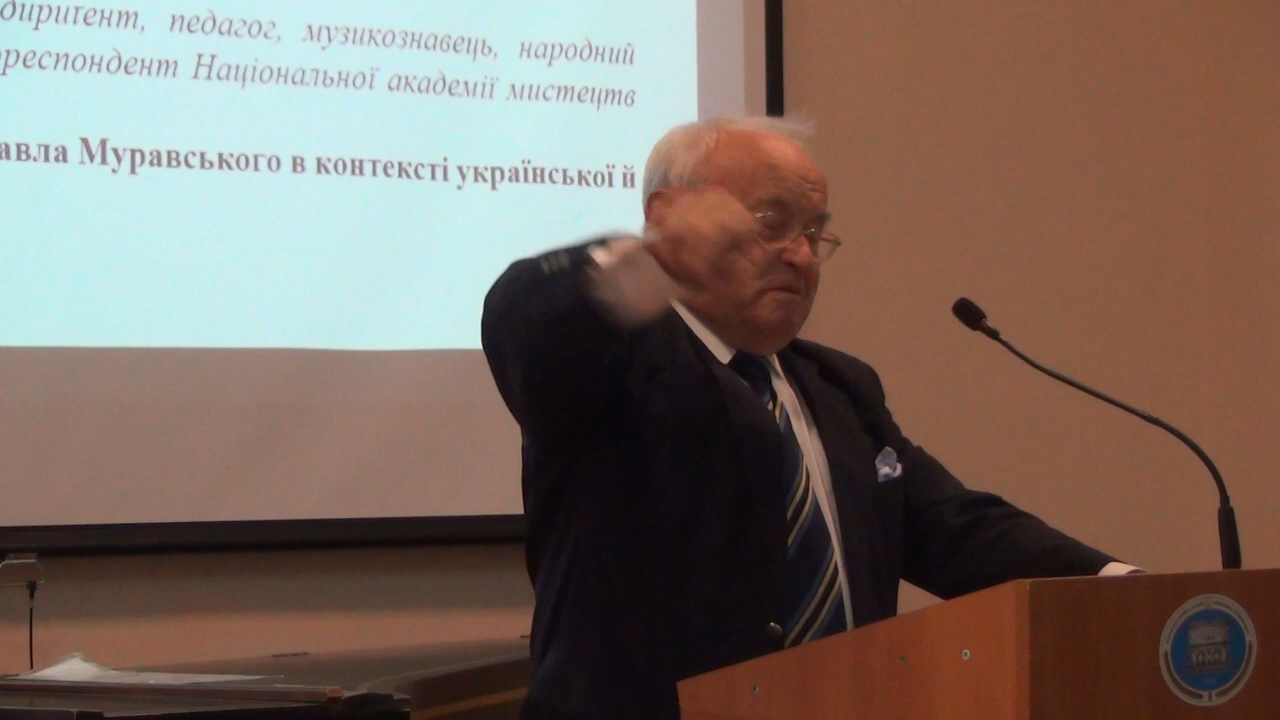 диригент, педагог, музикознавець, народний
респондент Національної академії мистецтв
авла Муравського в контексті української й